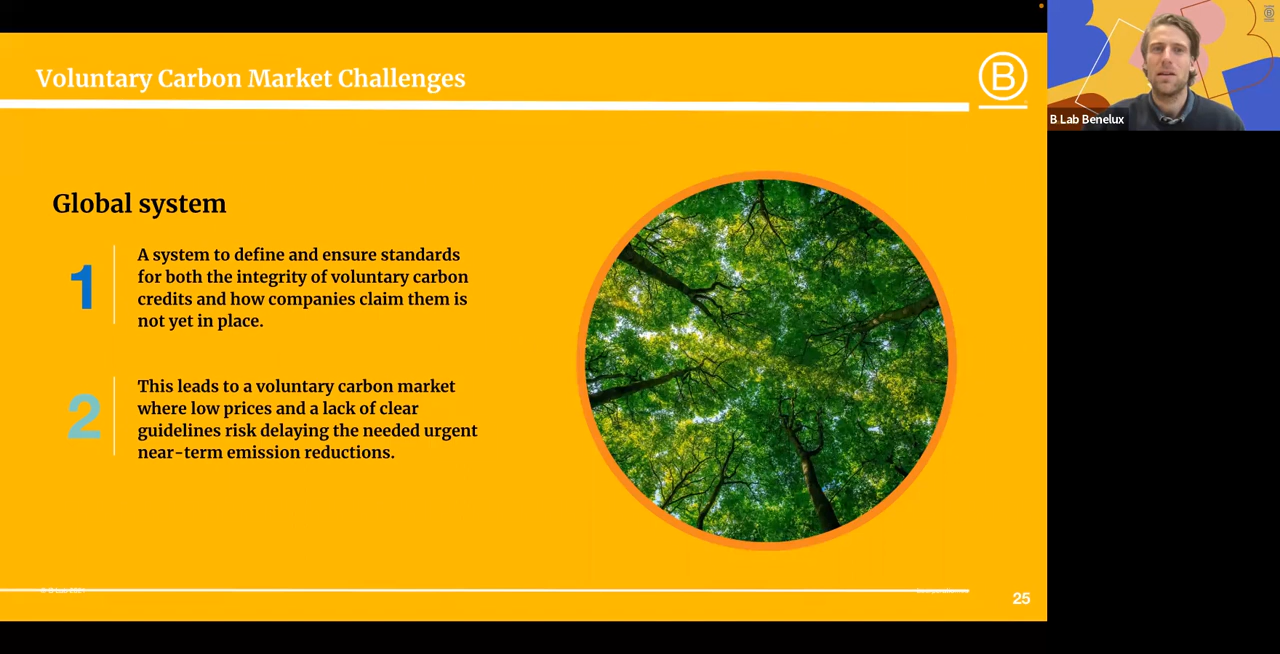 Voluntary Carbon Market Challenges
B
B Lab Benelux
Global system
1
A system to define and ensure standards
for both the integrity of voluntary carbon
credits and how companies claim them is
not yet in place.
2
This leads to a voluntary carbon market
where low prices and a lack of clear
guidelines risk delaying the needed urgent
near-term emission reductions.
25